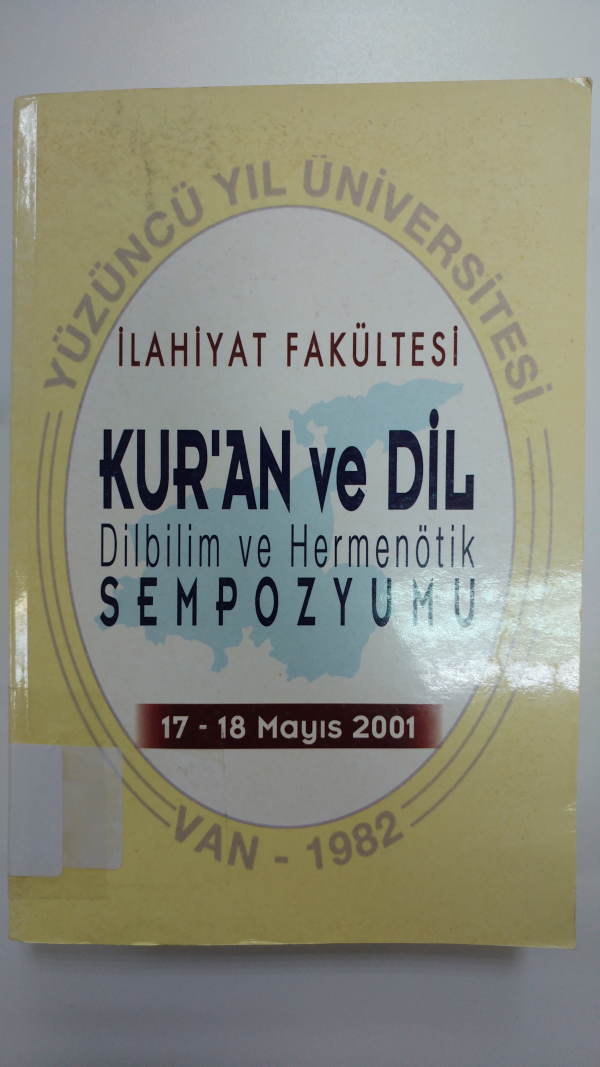 YÜZÜNCÜ YIL ÜNİVERSİTESİ
İLAHİYAT FAKÜLTESİ
KUR'AN ve DİL
Dilbilim ve Hermenötik
SEMPOZYUMU
17 - 18 Mayıs 2001
VAN - 1982